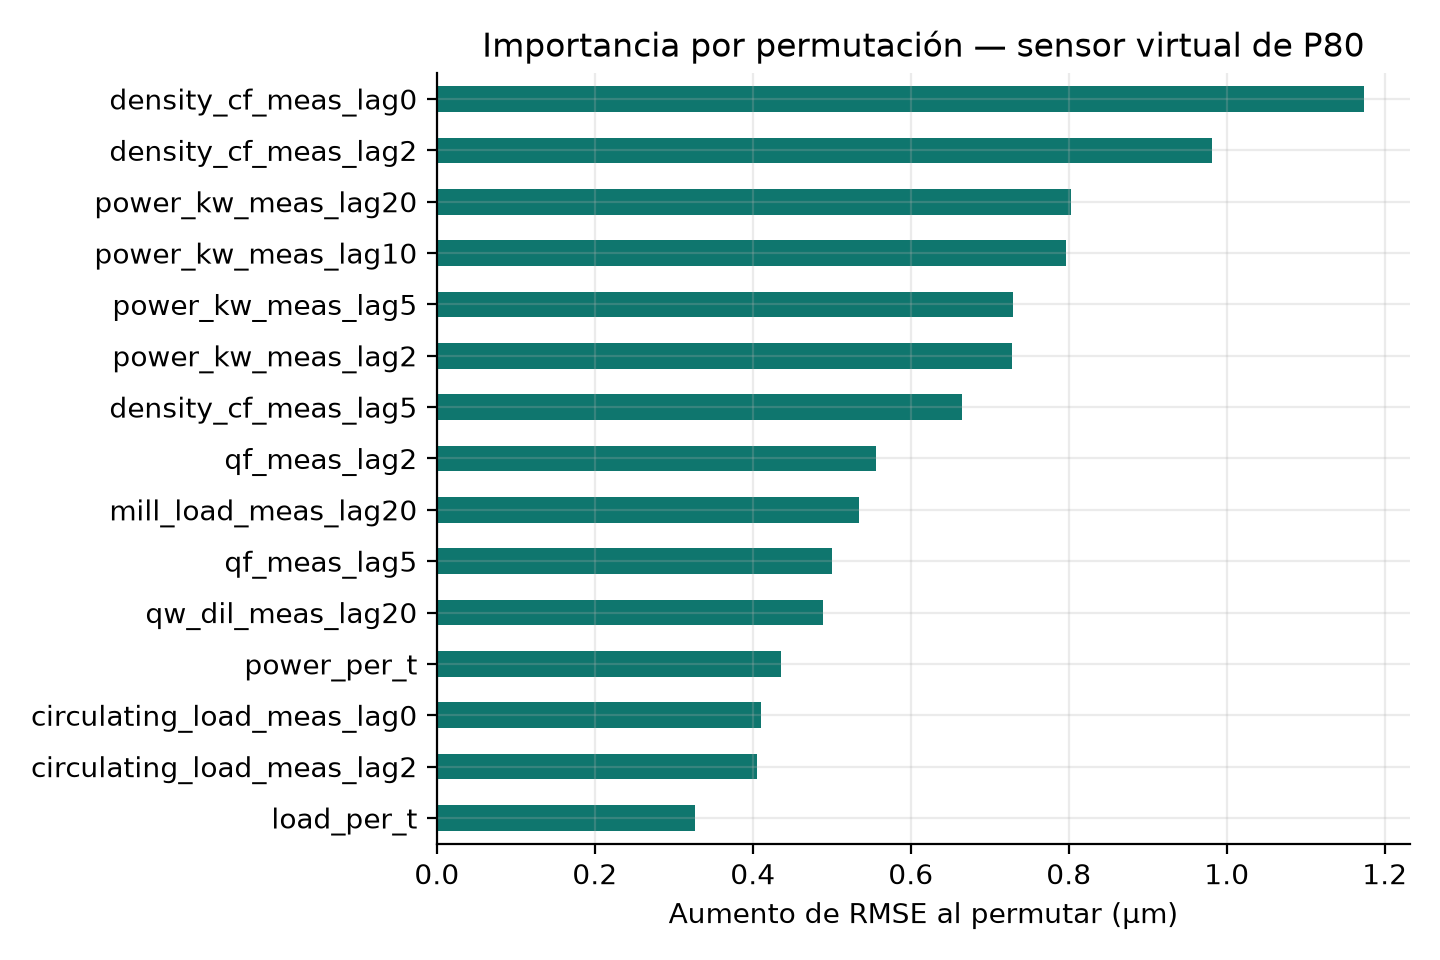 Importancia por permutación — sensor virtual de P80
density_cf_meas_lag0
density_cf_meas_lag2
power_kw_meas_lag20
power_kw_meas_lag10
power_kw_meas_lag5
power_kw_meas_lag2
density_cf_meas_lag5
qf_meas_lag2
mill_load_meas_lag20
qf_meas_lag5
qw_dil_meas_lag20
power_per_t
circulating_load_meas_lag0
circulating_load_meas_lag2
load_per_t
0.0 0.2 0.4 0.6 0.8 1.0 1.2
Aumento de RMSE al permutar (μm)